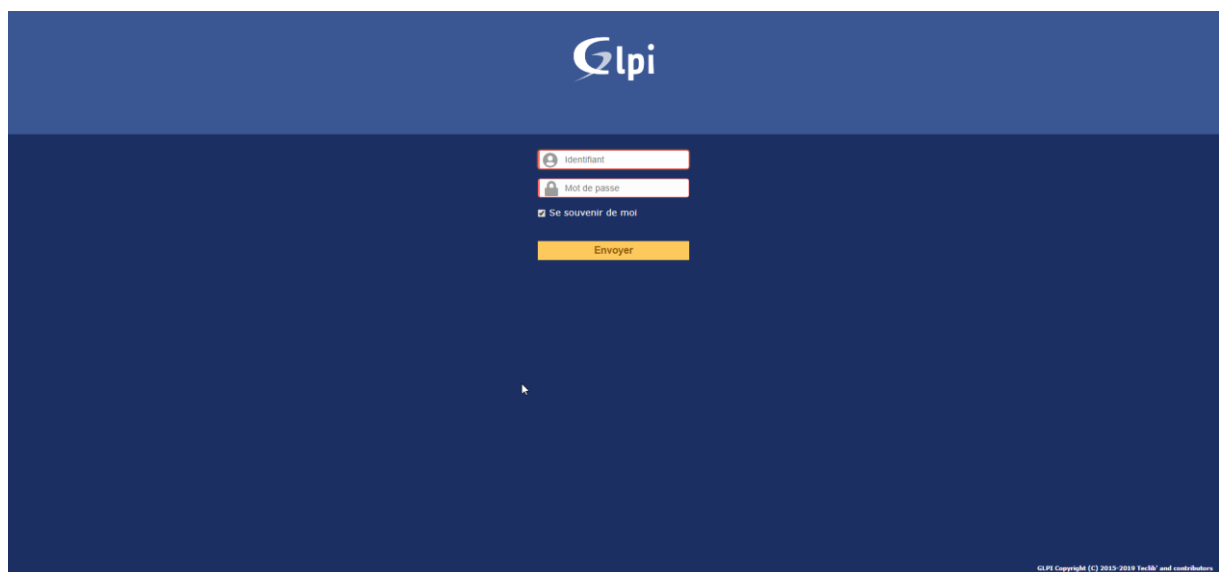 Glpi
Identifiant
Mot de passe
Se souvenir de moi
Envoyer
GLPI Copyright (C) 2015-2019 Teclib' and contributors